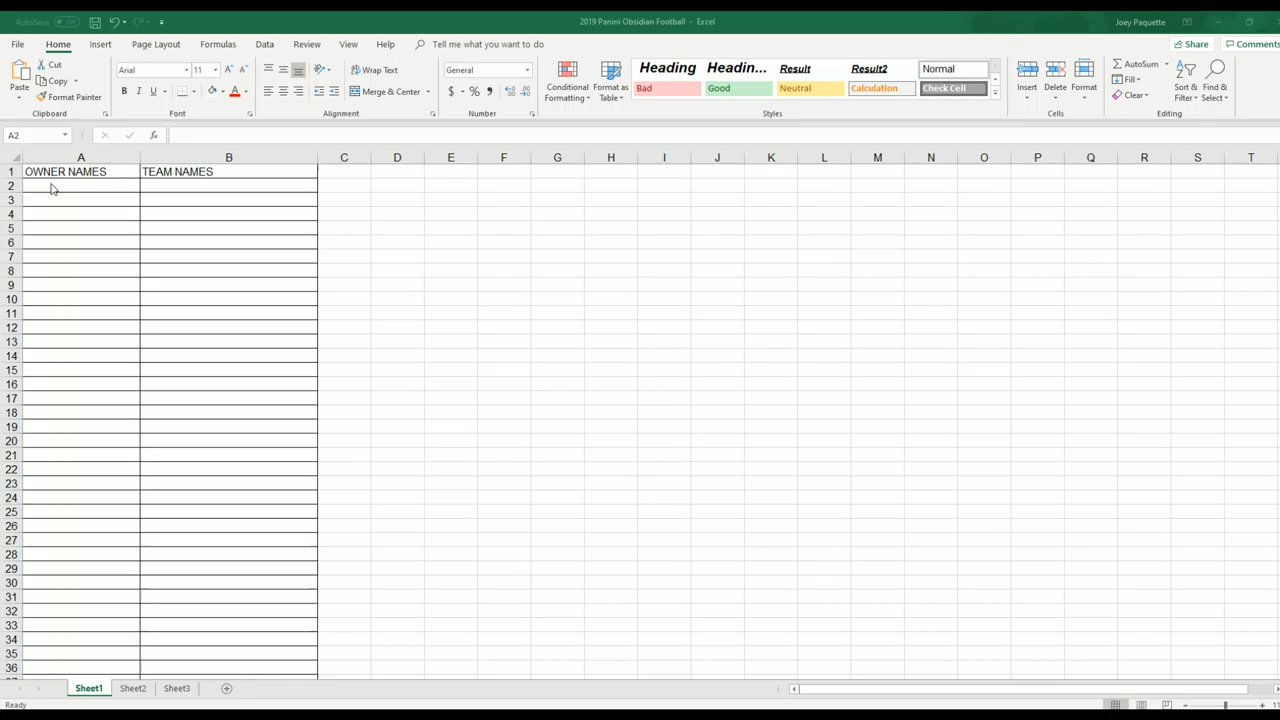 AutoSave Off
2019 Panini Obsidian Football - Excel
Joey Paquette
File Home Insert Page Layout Formulas Data Review View Help Tell me what you want to do
Share Comments
Paste
Cut
Copy
Format Painter
Clipboard
Arial 11
B I U
Font
Wrap Text
Merge & Center
Alignment
General
$ % ,
Number
Conditional Formatting
Format as Table
Heading Headin... Result Result2 Normal
Bad Good Neutral Calculation Check Cell
Styles
Insert Delete Format
Cells
AutoSum
Fill
Clear
Sort & Filter
Find & Select
A2
fx
A B C D E F G H I J K L M N O P Q R S T
1 OWNER NAMES TEAM NAMES
2
3
4
5
6
7
8
9
10
11
12
13
14
15
16
17
18
19
20
21
22
23
24
25
26
27
28
29
30
31
32
33
34
35
36
Sheet1 Sheet2 Sheet3
Ready